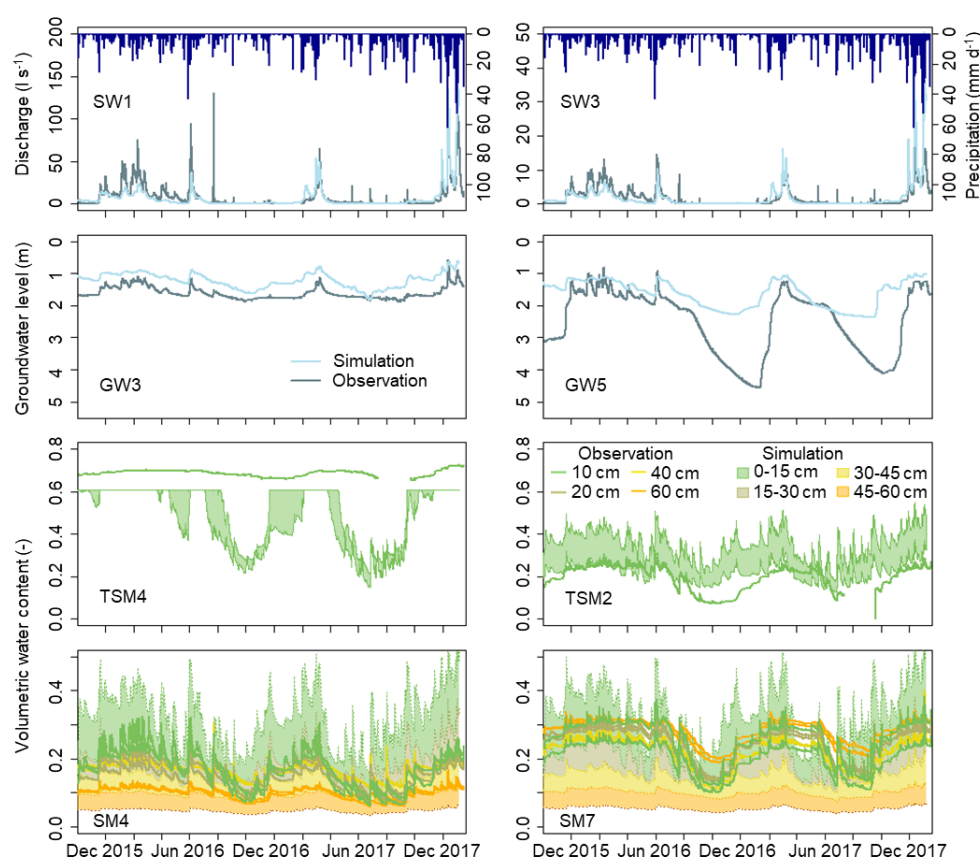 Discharge (l s⁻¹)
200
150
100
50
0
SW1
0
20
40
60
80
100
50
40
30
20
10
0
SW3
0
20
40
60
80
100
Precipitation (mm d⁻¹)
Groundwater level (m)
0
1
2
3
4
5
Simulation
Observation
GW3
0
1
2
3
4
5
GW5
Volumetric water content (-)
0.8
0.6
0.4
0.2
0.0
TSM4
0.8
0.6
0.4
0.2
0.0
Observation
10 cm
20 cm
40 cm
60 cm
Simulation
0-15 cm
15-30 cm
30-45 cm
45-60 cm
TSM2
0.4
0.2
0.0
SM4
0.4
0.2
0.0
SM7
Dec 2015 Jun 2016 Dec 2016 Jun 2017 Dec 2017
Dec 2015 Jun 2016 Dec 2016 Jun 2017 Dec 2017